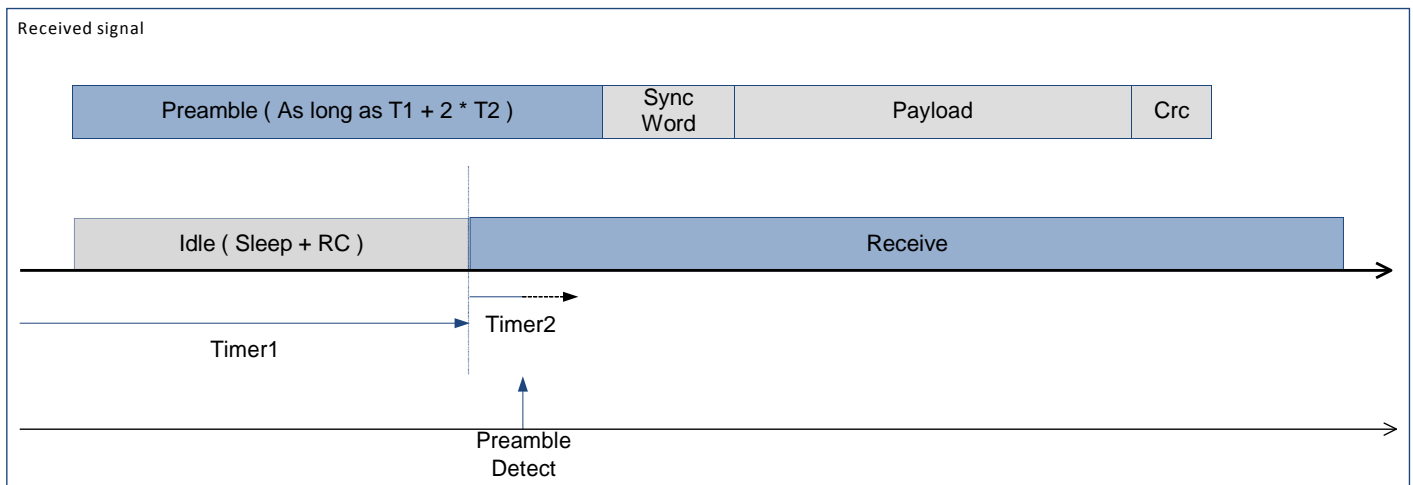 Received signal
Preamble ( As long as T1 + 2 * T2 )
Sync
Word
Payload
Crc
Idle ( Sleep + RC )
Receive
Timer2
Timer1
Preamble
Detect